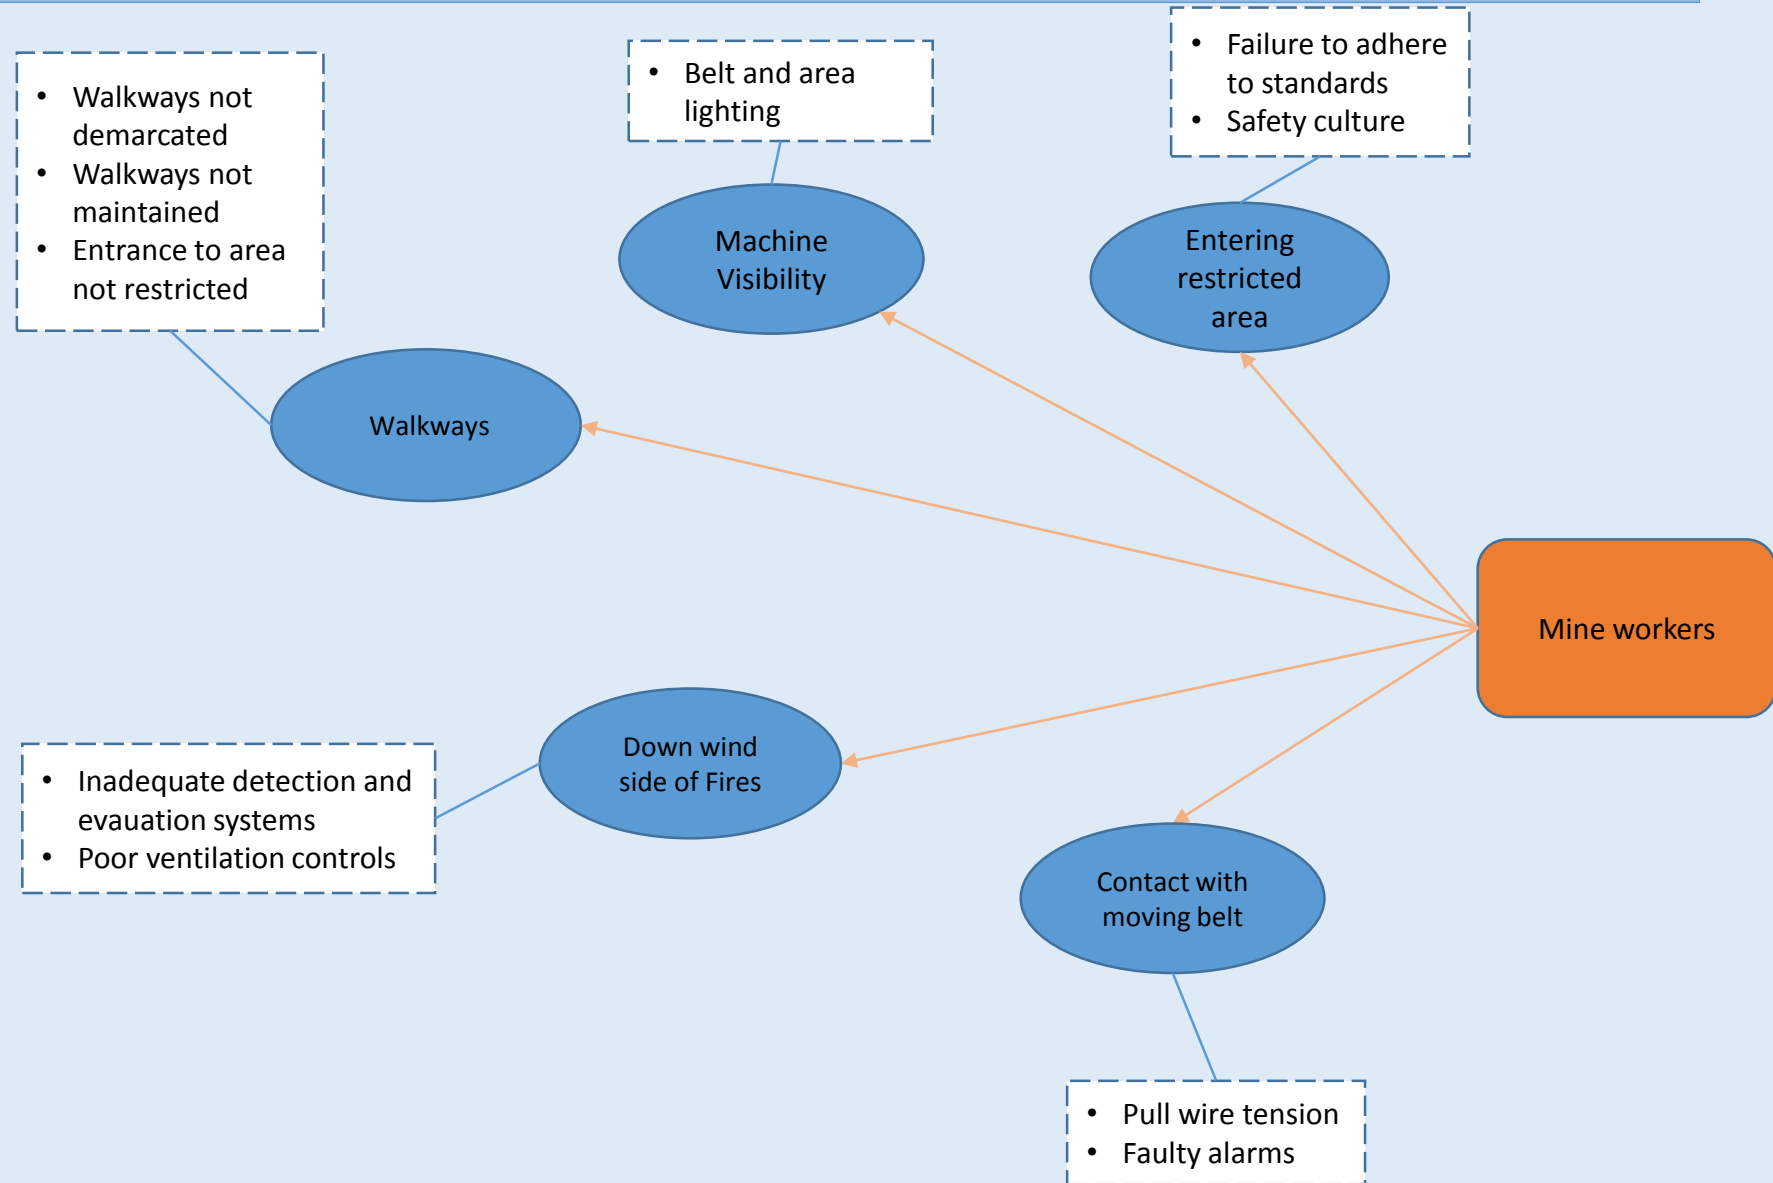 • Walkways not
demarcated
• Walkways not
maintained
• Entrance to area
not restricted
• Belt and area
lighting
• Failure to adhere
to standards
• Safety culture
Machine
Visibility
Entering
restricted
area
Walkways
Mine workers
Down wind
side of Fires
• Inadequate detection and
evauation systems
• Poor ventilation controls
Contact with
moving belt
• Pull wire tension
• Faulty alarms